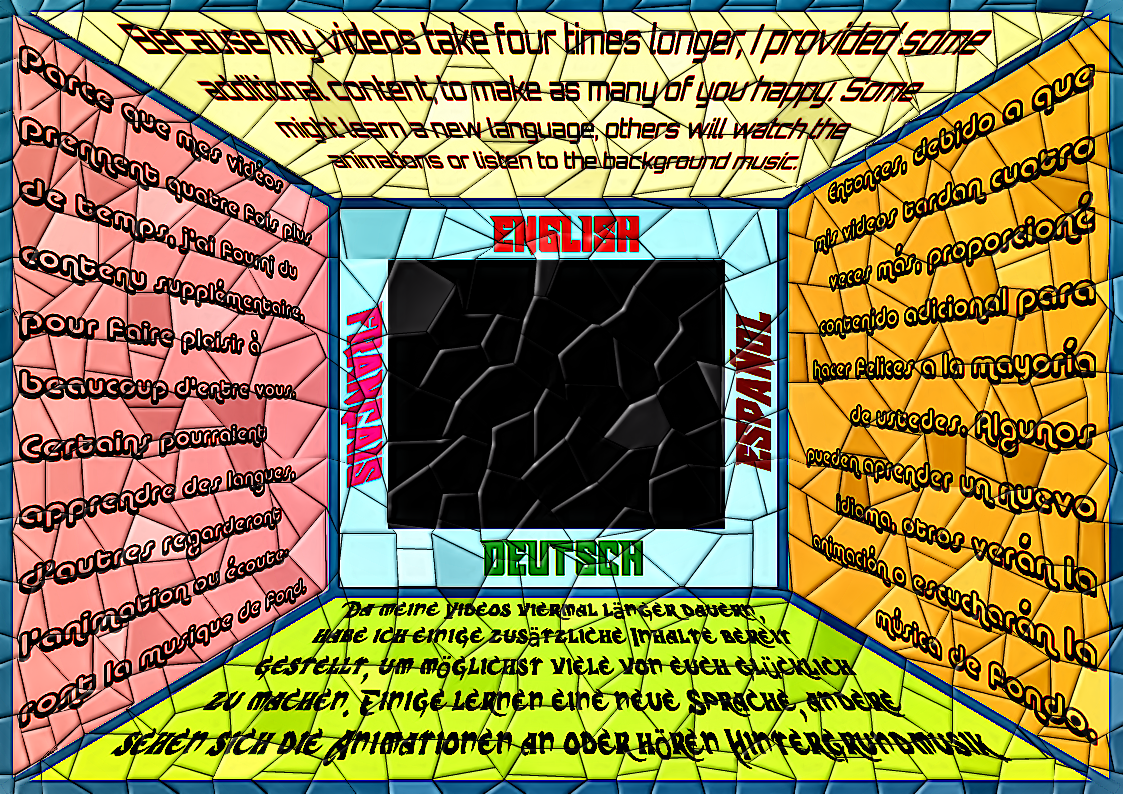 Because my videos take four times longer, I provided some
additional content, to make as many of you happy. Some
might learn a new language, others will watch the
animations or listen to the background music.
Parce que mes vidéos
prennent quatre fois plus
de temps, j'ai fourni du
contenu supplémentaire,
pour faire plaisir à
beaucoup d'entre vous.
Certains pourraient
apprendre des langues,
d'autres regarderont
l'animation ou écoute-
ront la musique de fond.
ENGLISH
FRANÇAIS
ESPANOL
DEUTSCH
Entonces, debido a que
mis videos tardan cuatro
veces más, proporcioné
contenido adicional para
hacer felices a la mayoría
de ustedes. Algunos
pueden aprender un nuevo
idioma, otros verán la
animación o escucharán la
música de fondo.
Da meine Videos viermal länger dauern,
habe ich einige zusätzliche Inhalte bereit
gestellt, um möglichst viele von euch glücklich
zu machen. Einige lernen eine neue Sprache, andere
sehen sich die Animationen an oder hören Hintergrundmusik